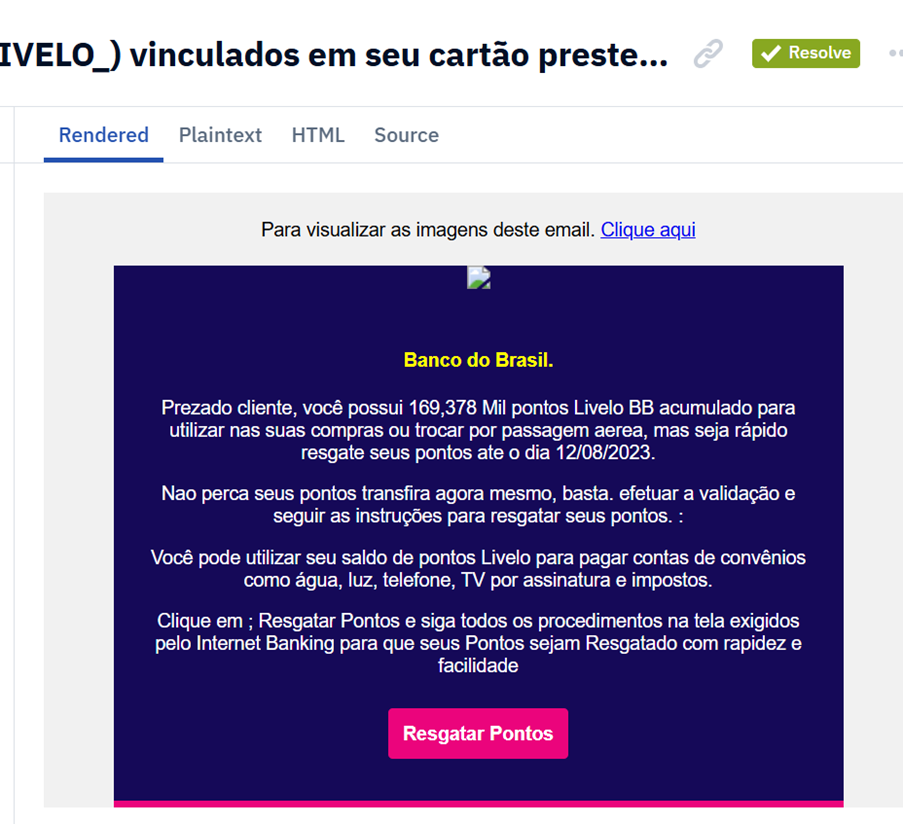 IVELO_) vinculados em seu cartão preste...
Resolve
Rendered Plaintext HTML Source
Para visualizar as imagens deste email. Clique aqui
Banco do Brasil.
Prezado cliente, você possui 169,378 Mil pontos Livelo BB acumulado para
utilizar nas suas compras ou trocar por passagem aerea, mas seja rápido
resgate seus pontos ate o dia 12/08/2023.
Nao perca seus pontos transfira agora mesmo, basta. efetuar a validação e
seguir as instruções para resgatar seus pontos. :
Você pode utilizar seu saldo de pontos Livelo para pagar contas de convênios
como água, luz, telefone, TV por assinatura e impostos.
Clique em ; Resgatar Pontos e siga todos os procedimentos na tela exigidos
pelo Internet Banking para que seus Pontos sejam Resgatado com rapidez e
facilidade
Resgatar Pontos